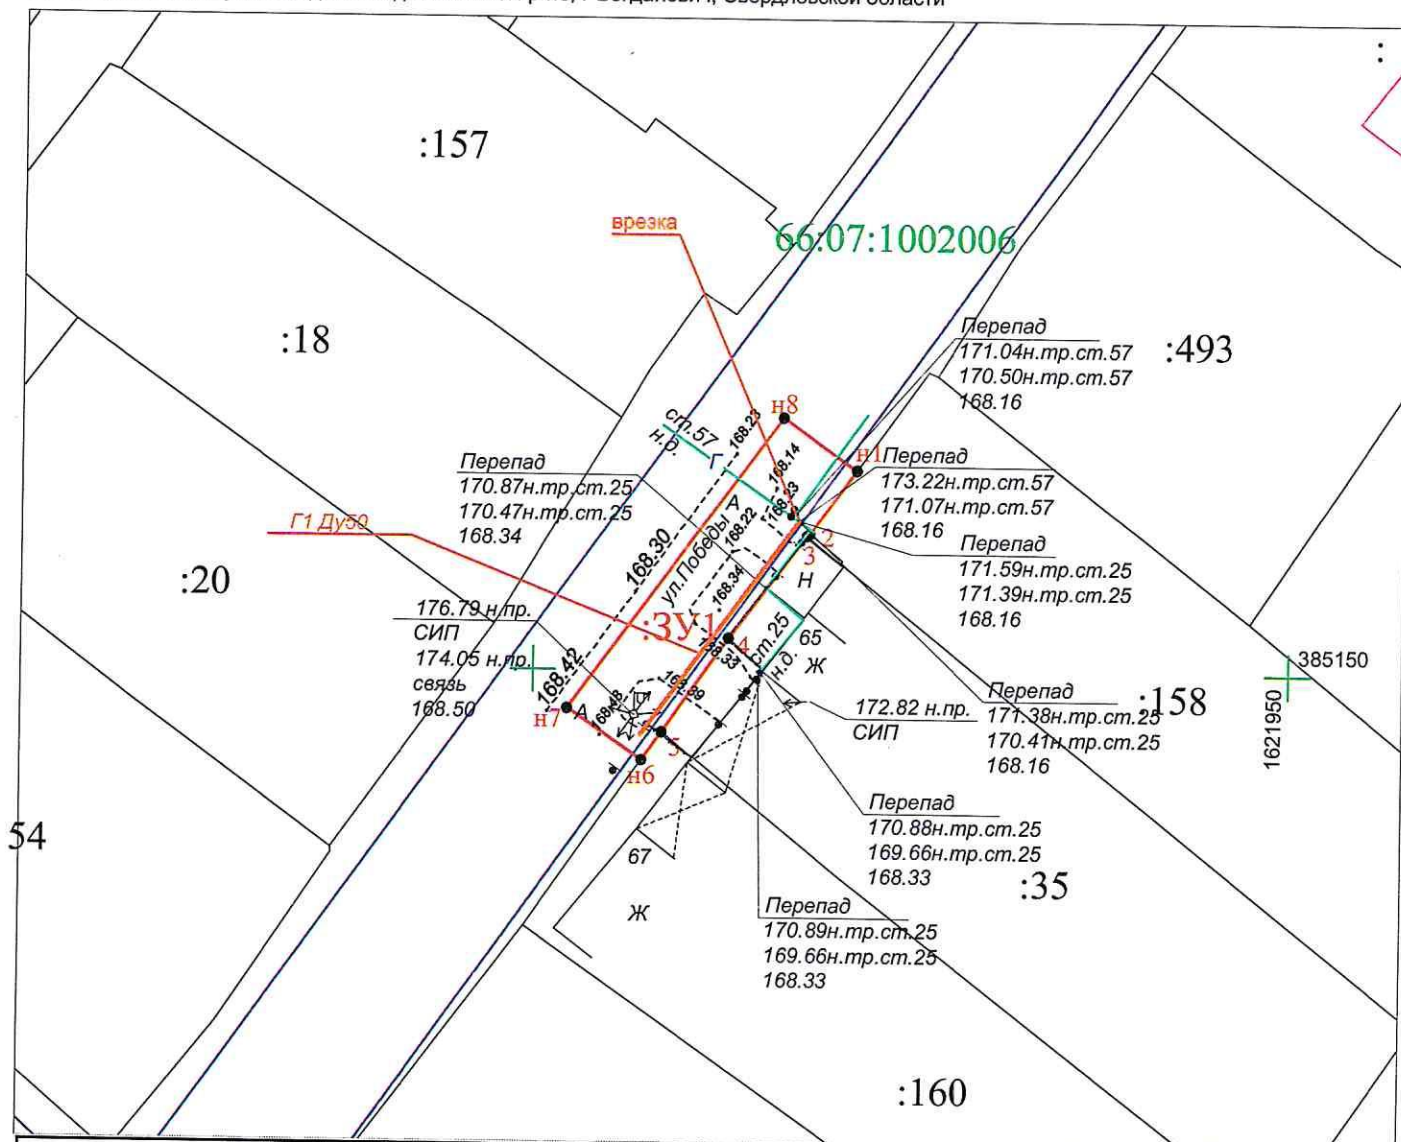 г. Богданович, Свердловской области
:
:157
врезка
66:07:1002006
:18
Перепад
171.04н.тр.ст.57
170.50н.тр.ст.57
168.16
:493
н8
ст.57
н.д.
168.23
Г
168.14
н1
Перепад
170.87н.тр.ст.25
170.47н.тр.ст.25
168.34
Перепад
173.22н.тр.ст.57
171.07н.тр.ст.57
168.16
А
168.22
Г1 Ду50
168.30
ул.Победы
2
3
Перепад
171.59н.тр.ст.25
171.39н.тр.ст.25
168.16
:20
168.34
Н
176.79 н.пр.
СИП
174.05 н.пр.
связь
168.50
:ЗУ1
4
ст.25
н.д.
65
Ж
385150
1621950
168.42
Перепад
171.38н.тр.ст.25
170.41н.тр.ст.25
168.16
:158
н7
А
168.48
172.82 н.пр.
СИП
5
н6
Перепад
170.88н.тр.ст.25
169.66н.тр.ст.25
168.33
54
67
:35
Ж
Перепад
170.89н.тр.ст.25
169.66н.тр.ст.25
168.33
:160